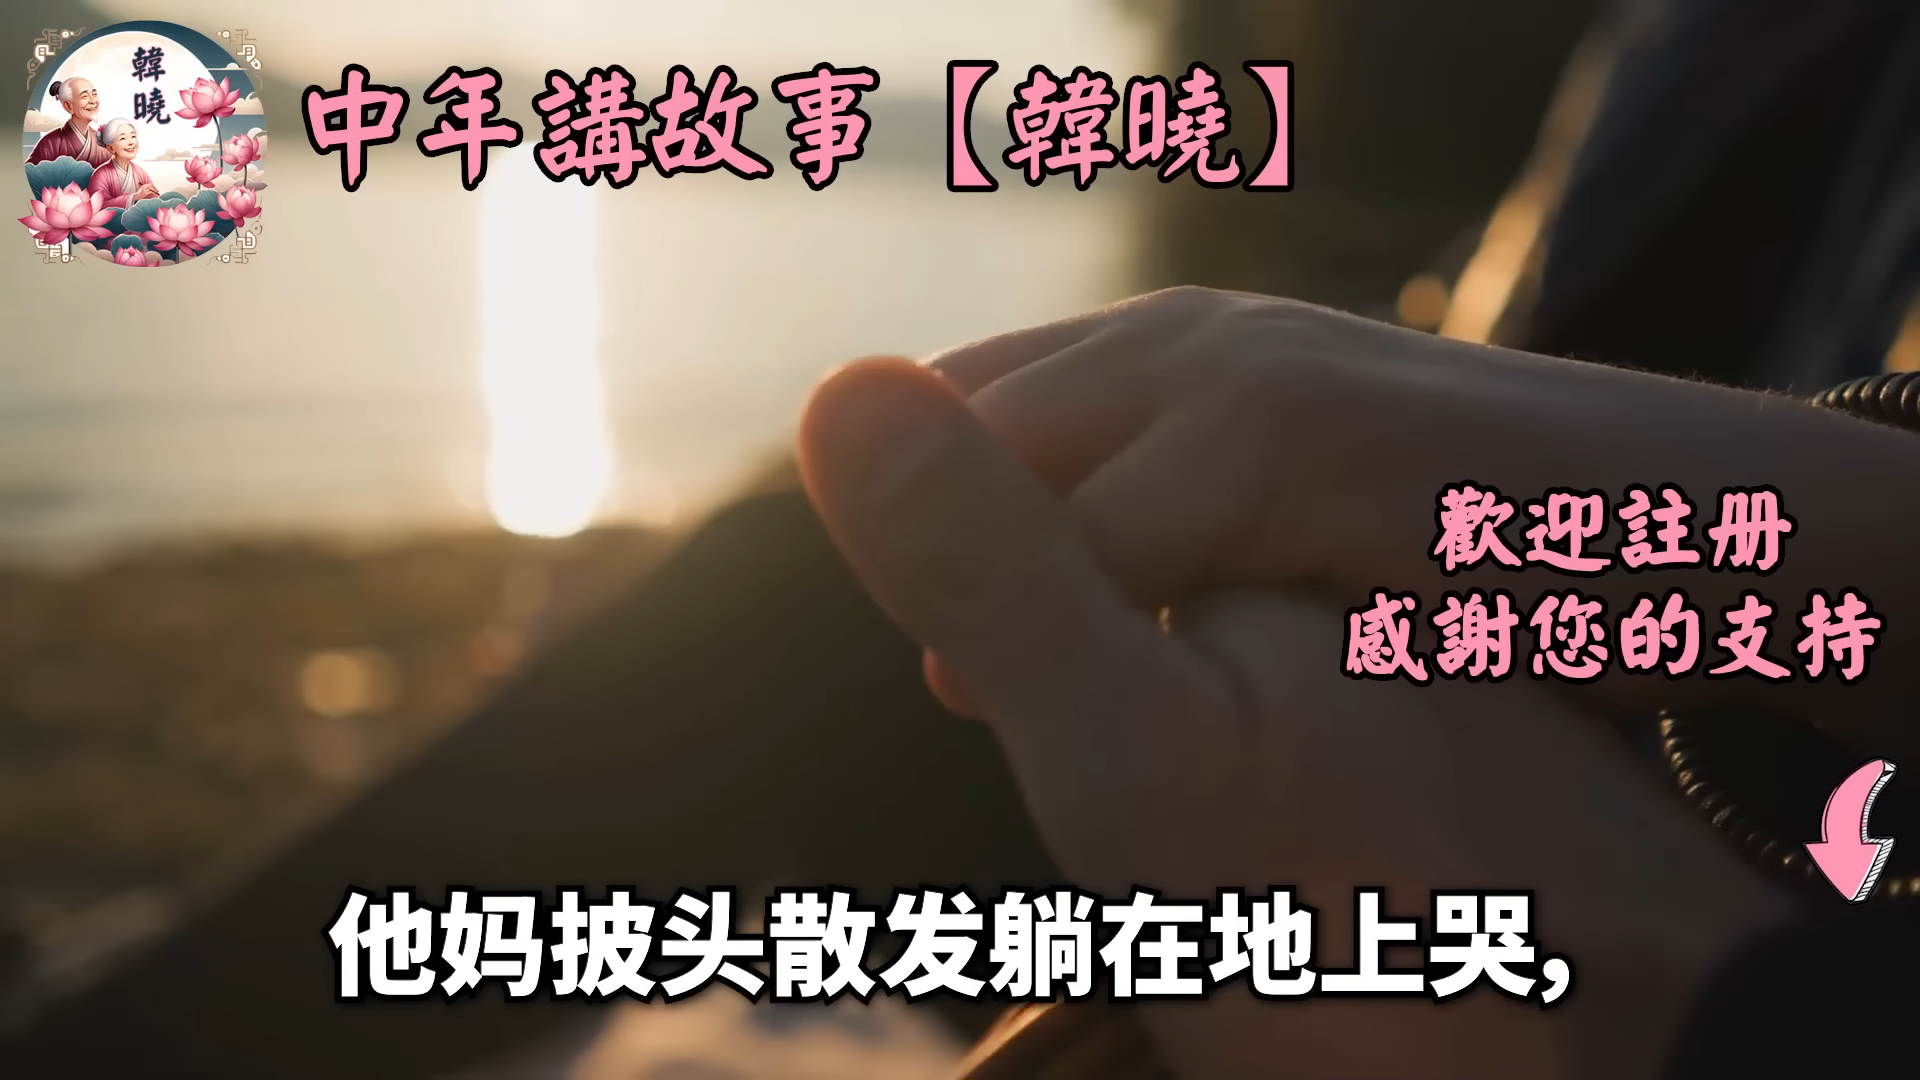 韓曉
中年講故事【韓曉】
歡迎註册
感謝您的支持
他妈披头散发躺在地上哭,